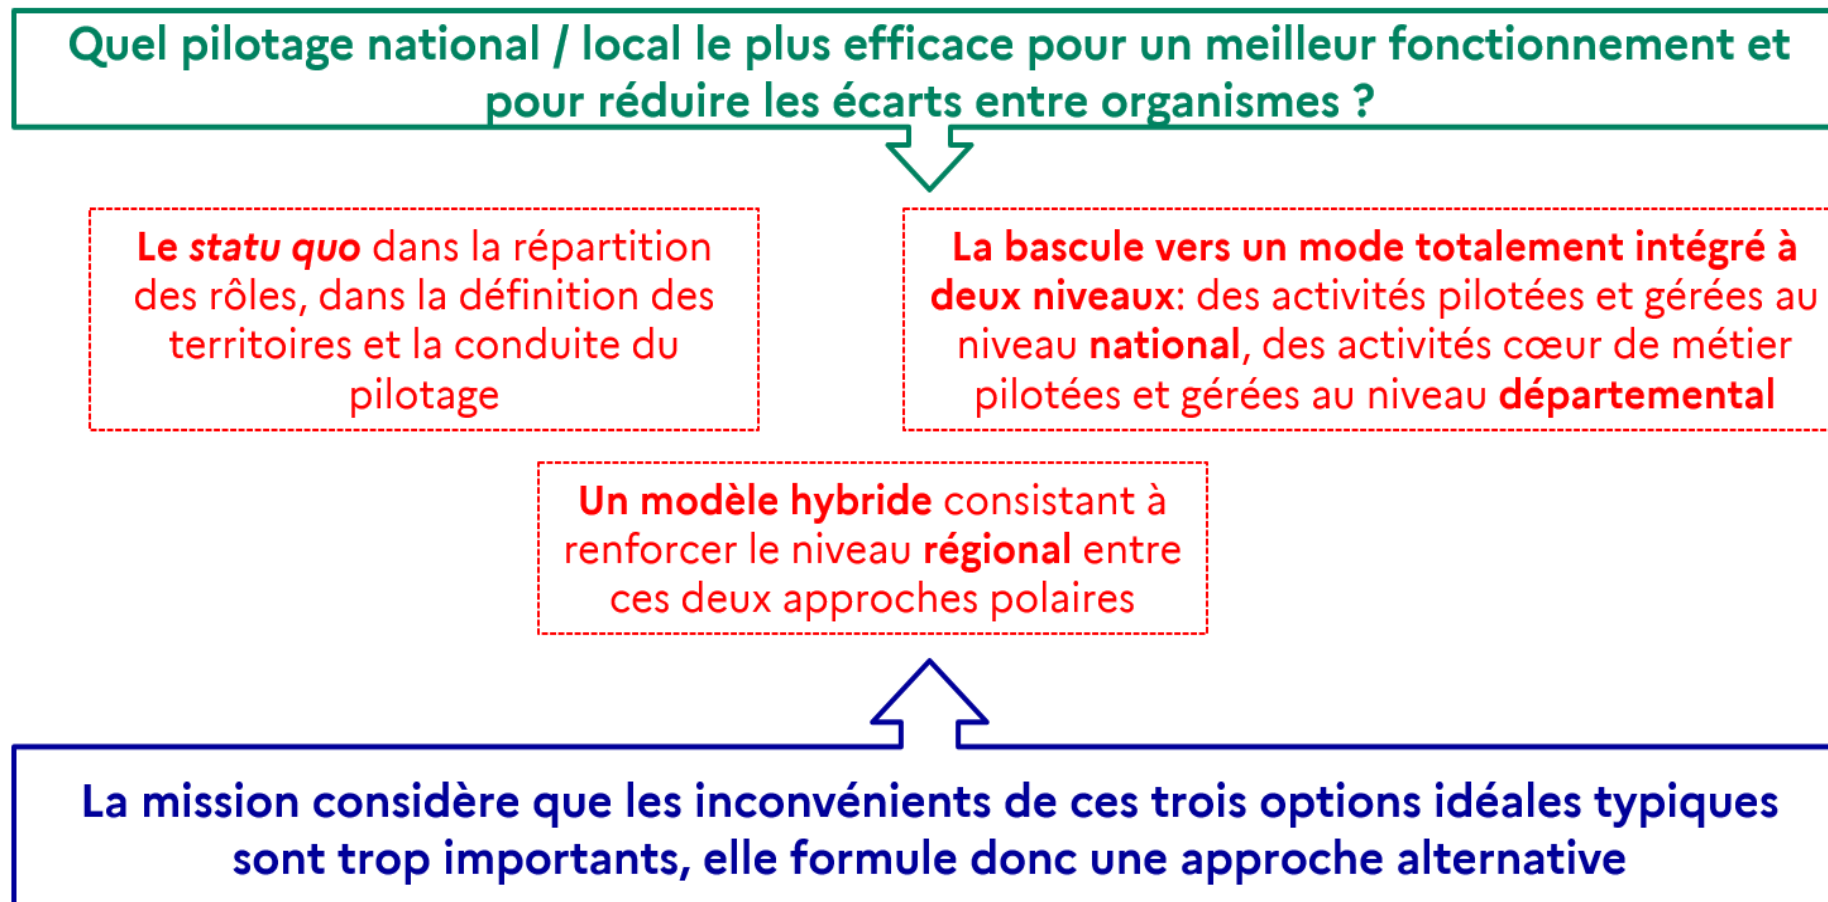 Quel pilotage national / local le plus efficace pour un meilleur fonctionnement et
pour réduire les écarts entre organismes ?
Le statu quo dans la répartition
des rôles, dans la définition des
territoires et la conduite du
pilotage
La bascule vers un mode totalement intégré à
deux niveaux: des activités pilotées et gérées au
niveau national, des activités cœur de métier
pilotées et gérées au niveau départemental
Un modèle hybride consistant à
renforcer le niveau régional entre
ces deux approches polaires
La mission considère que les inconvénients de ces trois options idéales typiques
sont trop importants, elle formule donc une approche alternative